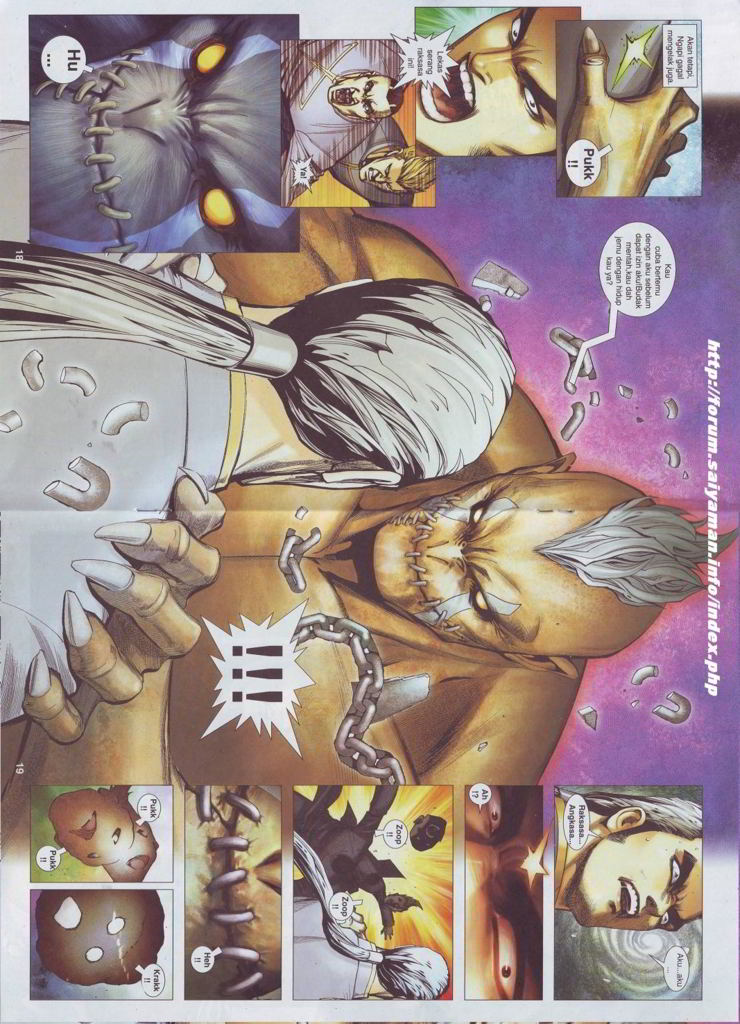 http://forum.saiyaman.info/index.php
Akan tetapi,
Ngapi gagal
mengelak juga.
Pukk
!!
Lekas
serang
raksasa
ini!
Ya!
Hu
...
Kau
cuba bertemu
dengan aku sebelum
dapat izin aku!Budak
mentah,kau dah
jemu dengan hidup
kau ya?
!!!
Raksasa...
Angkasa...
Aku...aku
...
Ah
!?
Zoop
!!
Zoop
!!
Heh
!!
Pukk
!!
Pukk
!!
Krakk
!!
18
19